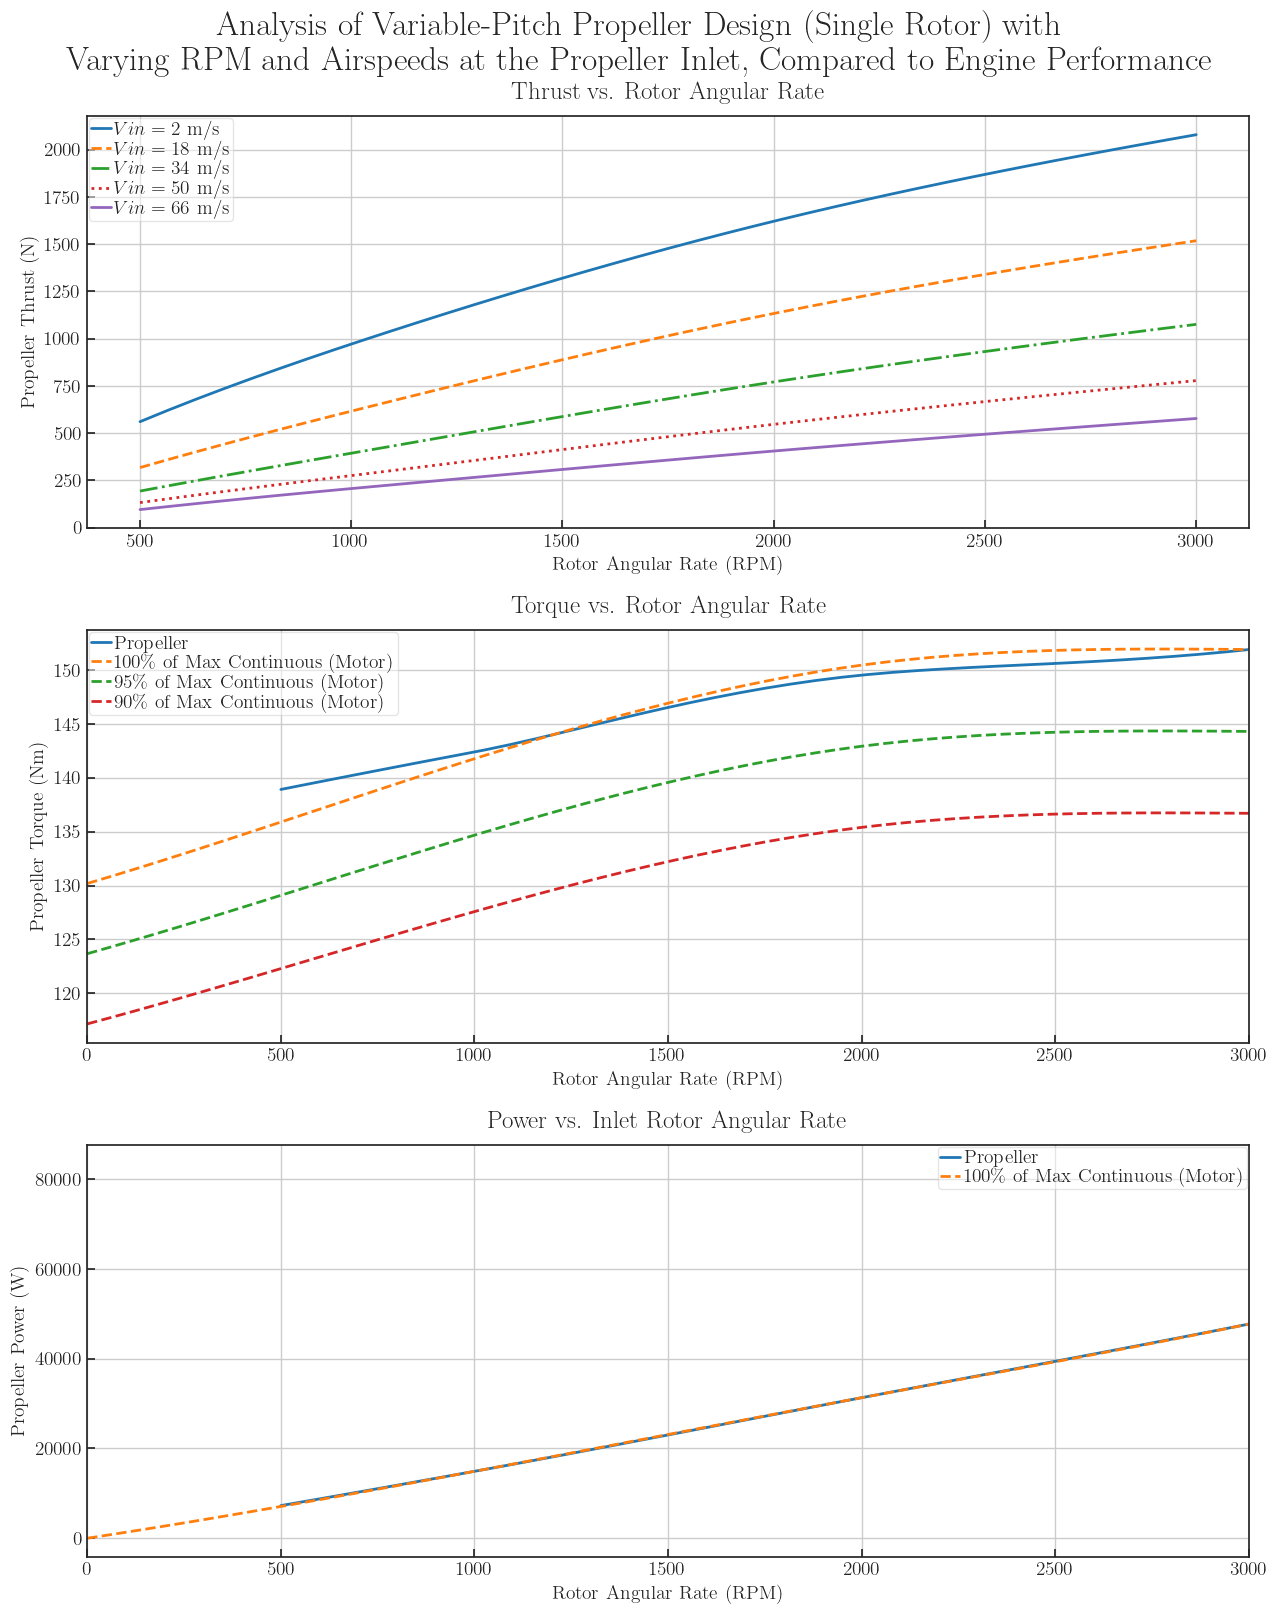 Analysis of Variable-Pitch Propeller Design (Single Rotor) with
Varying RPM and Airspeeds at the Propeller Inlet, Compared to Engine Performance
Thrust vs. Rotor Angular Rate
Vin = 2 m/s
Vin = 18 m/s
Vin = 34 m/s
Vin = 50 m/s
Vin = 66 m/s
Propeller Thrust (N)
2000
1750
1500
1250
1000
750
500
250
0
500 1000 1500 2000 2500 3000
Rotor Angular Rate (RPM)
Torque vs. Rotor Angular Rate
Propeller
100% of Max Continuous (Motor)
95% of Max Continuous (Motor)
90% of Max Continuous (Motor)
Propeller Torque (Nm)
150
145
140
135
130
125
120
0 500 1000 1500 2000 2500 3000
Rotor Angular Rate (RPM)
Power vs. Inlet Rotor Angular Rate
Propeller
100% of Max Continuous (Motor)
Propeller Power (W)
80000
60000
40000
20000
0
0 500 1000 1500 2000 2500 3000
Rotor Angular Rate (RPM)